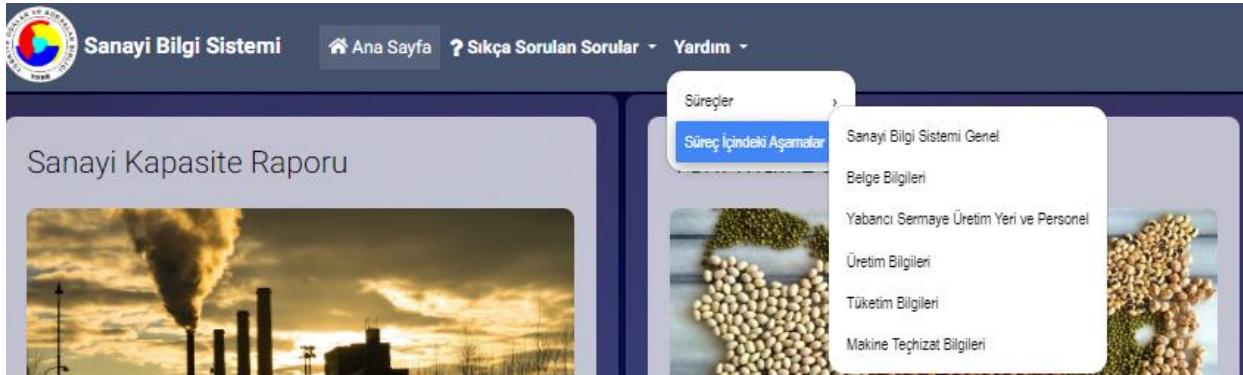 Sanayi Bilgi Sistemi
Ana Sayfa
? Sıkça Sorulan Sorular
Yardım
Süreçler
Süreç İçindeki Aşamalar
Sanayi Bilgi Sistemi Genel
Belge Bilgileri
Yabancı Sermaye Üretim Yeri ve Personel
Üretim Bilgileri
Tüketim Bilgileri
Makine Teçhizat Bilgileri
Sanayi Kapasite Raporu